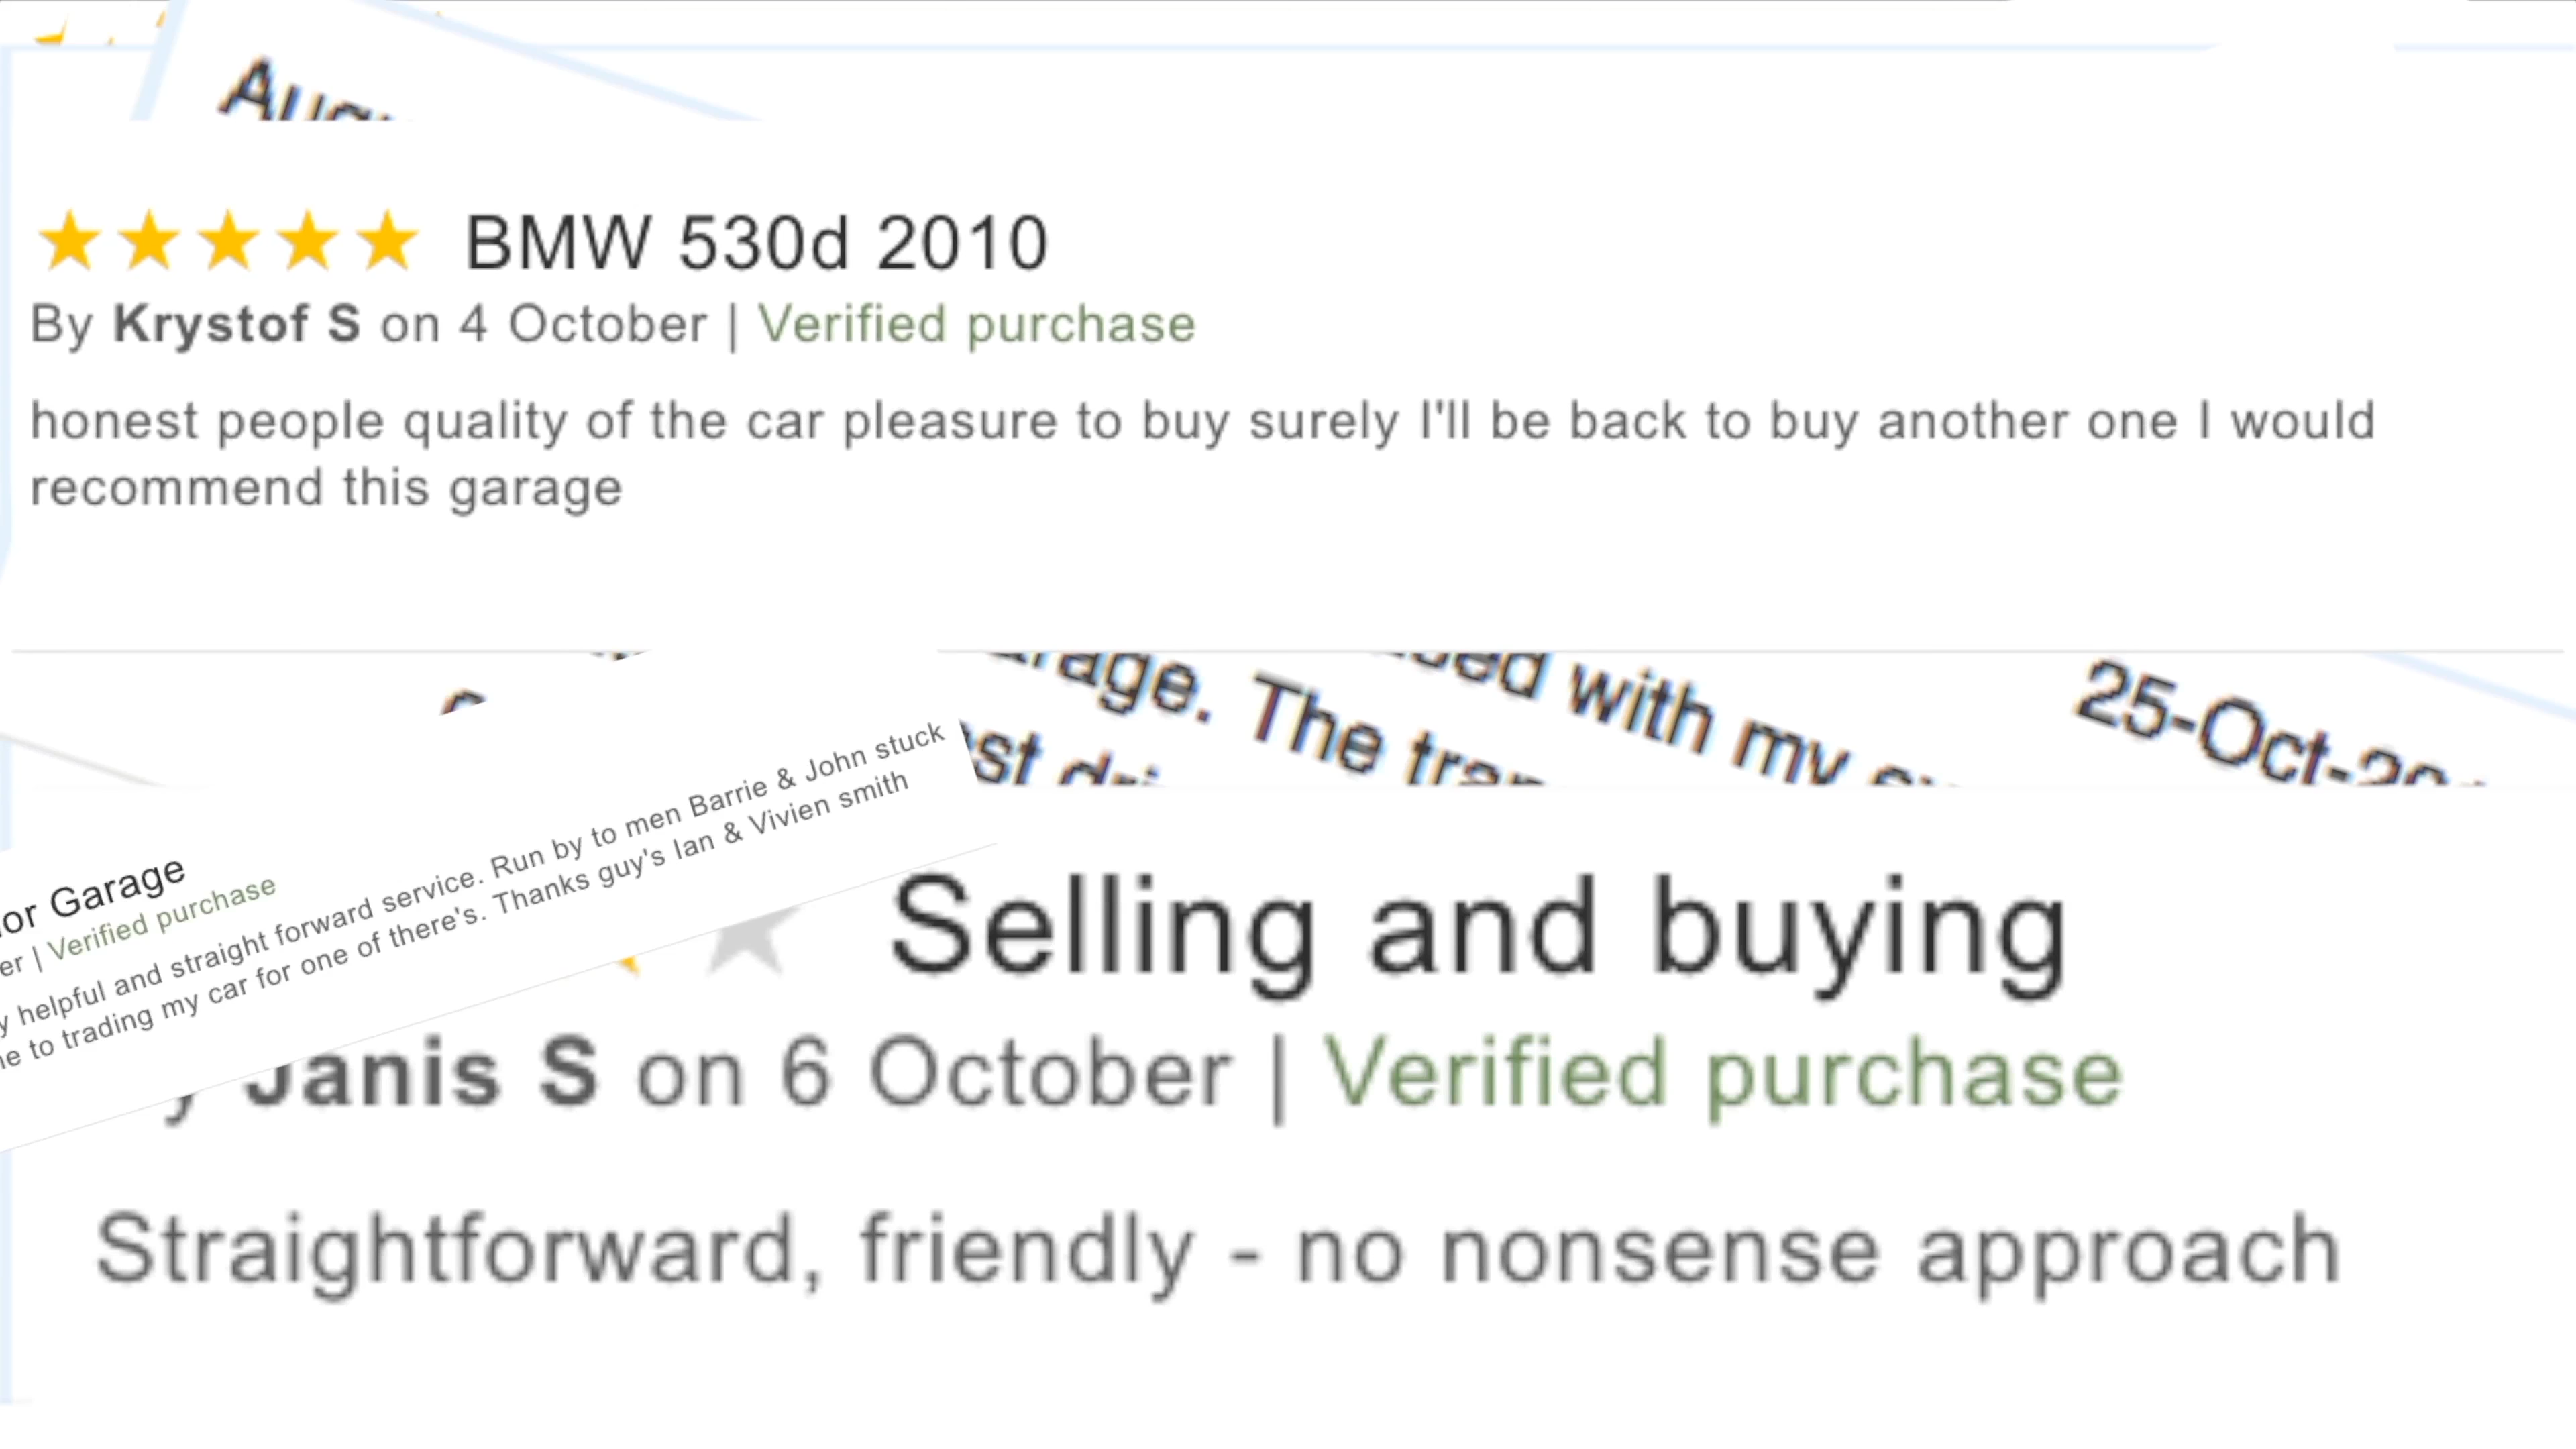 BMW 530d 2010
By Krystof S on 4 October | Verified purchase
honest people quality of the car pleasure to buy surely I'll be back to buy another one I would
recommend this garage
with my
25-Oct-
The
Garage
Verified purchase
helpful and straight forward service. Run by to men Barrie & John stuck
to trading my car for one of there's. Thanks guy's Ian & Vivien smith
Selling and buying
Janis S on 6 October | Verified purchase
Straightforward, friendly - no nonsense approach